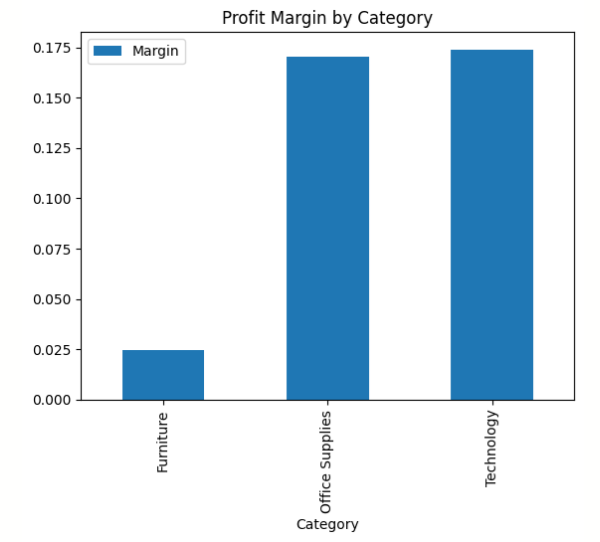 Profit Margin by Category
Margin
0.175
0.150
0.125
0.100
0.075
0.050
0.025
0.000
Furniture
Office Supplies
Technology
Category